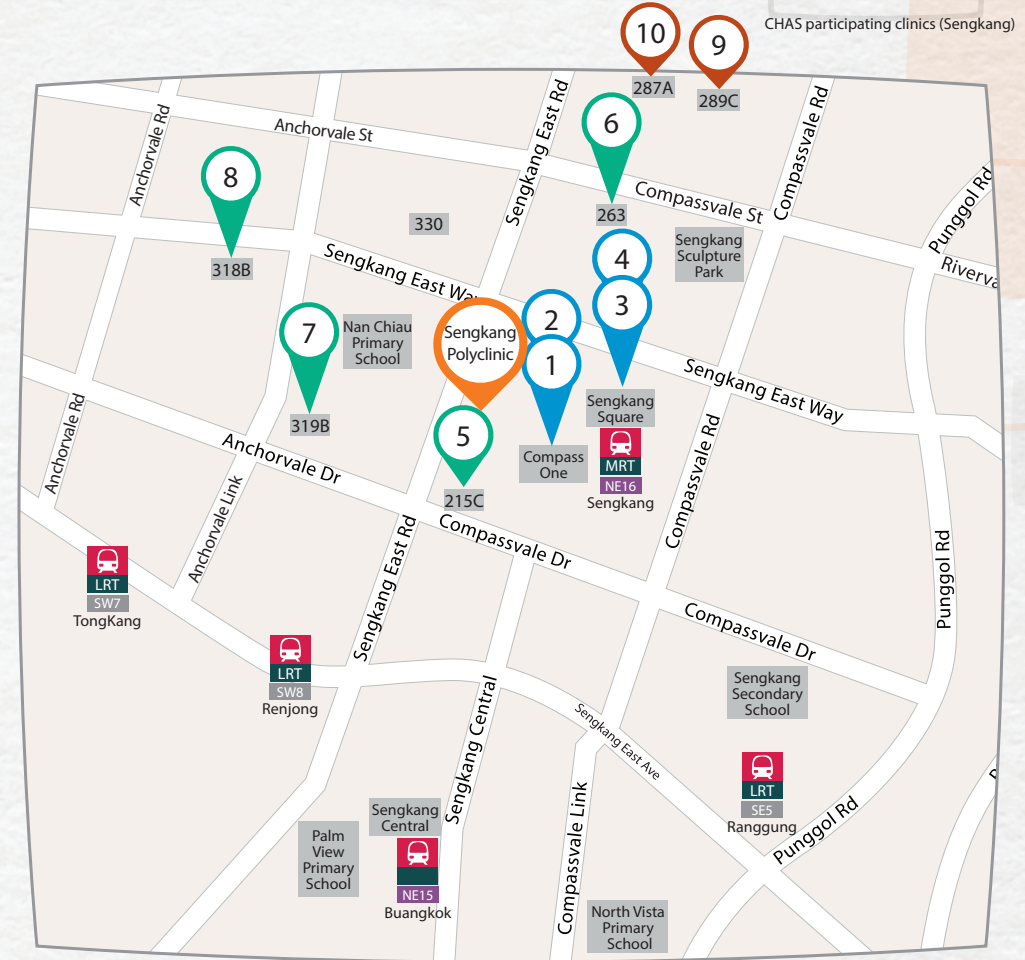 CHAS participating clinics (Sengkang)
10
9
287A
289C
Anchorvale Rd
Anchorvale St
Sengkang East Rd
6
Compassvale Rd
8
Compassvale St
Punggol Rd
263
330
Sengkang
Sculpture
Park
318B
4
Riverva
Sengkang East Way
3
2
7
Nan Chiau
Primary
School
Sengkang
Polyclinic
1
Sengkang East Way
Sengkang
Square
Anchorvale Rd
319B
5
Anchorvale Dr
Compass
One
MRT
NE16
Sengkang
Compassvale Rd
215C
Anchorvale Link
Compassvale Dr
Sengkang East Rd
LRT
SW7
TongKang
Punggol Rd
Compassvale Dr
LRT
SW8
Renjong
Sengkang
Secondary
School
Sengkang Central
Sengkang East Ave
LRT
SE5
Ranggung
Sengkang
Central
Compassvale Link
Punggol Rd
Palm
View
Primary
School
NE15
Buangkok
North Vista
Primary
School